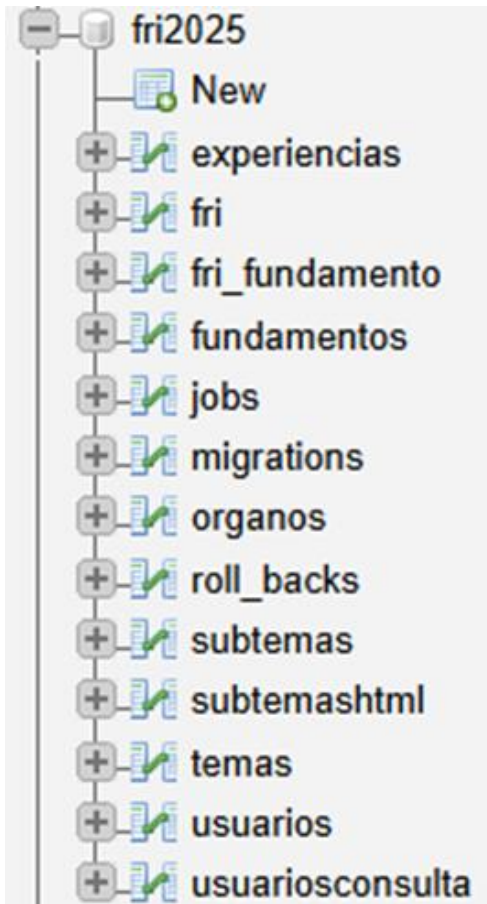 fri2025
New
experiencias
fri
fri_fundamento
fundamentos
jobs
migrations
organos
roll_backs
subtemas
subtemashtml
temas
usuarios
usuariosconsulta